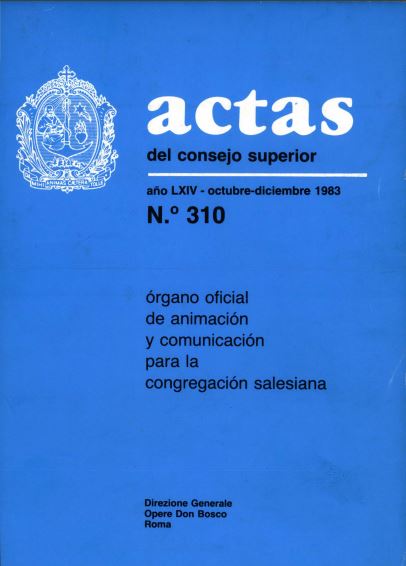 actas
del consejo superior
año LXIV - octubre-diciembre 1983
N.º 310
órgano oficial
de animación
y comunicación
para la
congregación salesiana
Direzione Generale
Opere Don Bosco
Roma